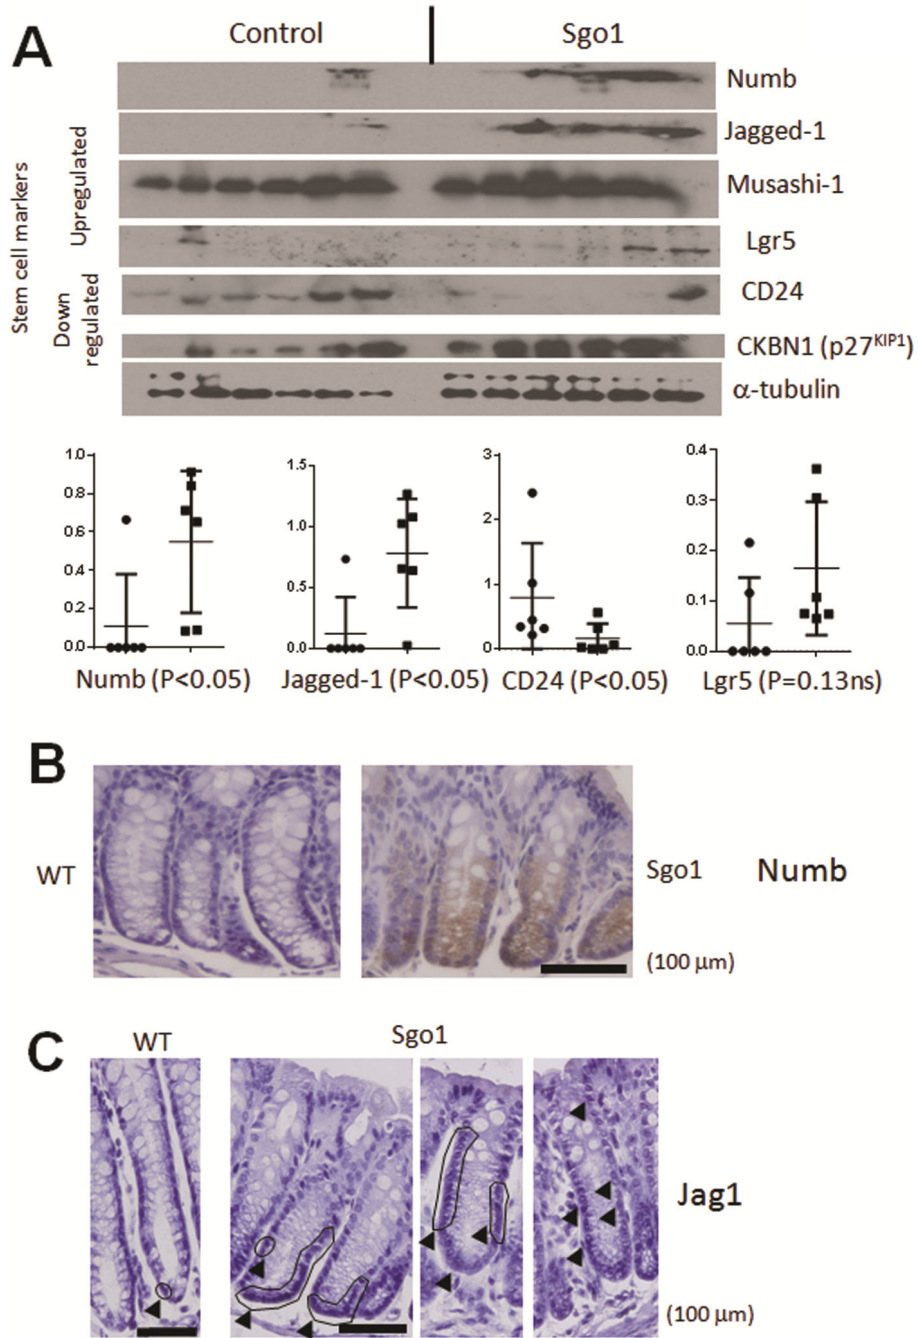 A
Control
Sgo1
Stem cell markers
Upregulated
Down
regulated
Numb
Jagged-1
Musashi-1
Lgr5
CD24
CKBN1 (p27KIP1)
α-tubulin
1.0
0.8
0.6
0.4
0.2
0.0
Numb (P<0.05)
1.5
1.0
0.5
0.0
Jagged-1 (P<0.05)
3
2
1
0
CD24 (P<0.05)
0.4
0.3
0.2
0.1
0.0
Lgr5 (P=0.13ns)
B
WT
Sgo1
Numb
(100 μm)
C
WT
Sgo1
Jag1
(100 μm)